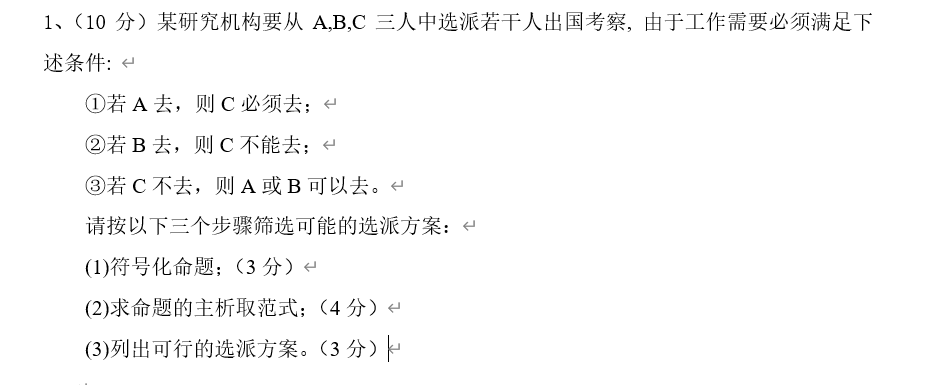 1、（10 分）某研究机构要从 A,B,C 三人中选派若干人出国考察, 由于工作需要必须满足下
述条件:
①若 A 去，则 C 必须去；
②若 B 去，则 C 不能去；
③若 C 不去，则 A 或 B 可以去。
请按以下三个步骤筛选可能的选派方案：
(1)符号化命题；（3 分）
(2)求命题的主析取范式；（4 分）
(3)列出可行的选派方案。（3 分）